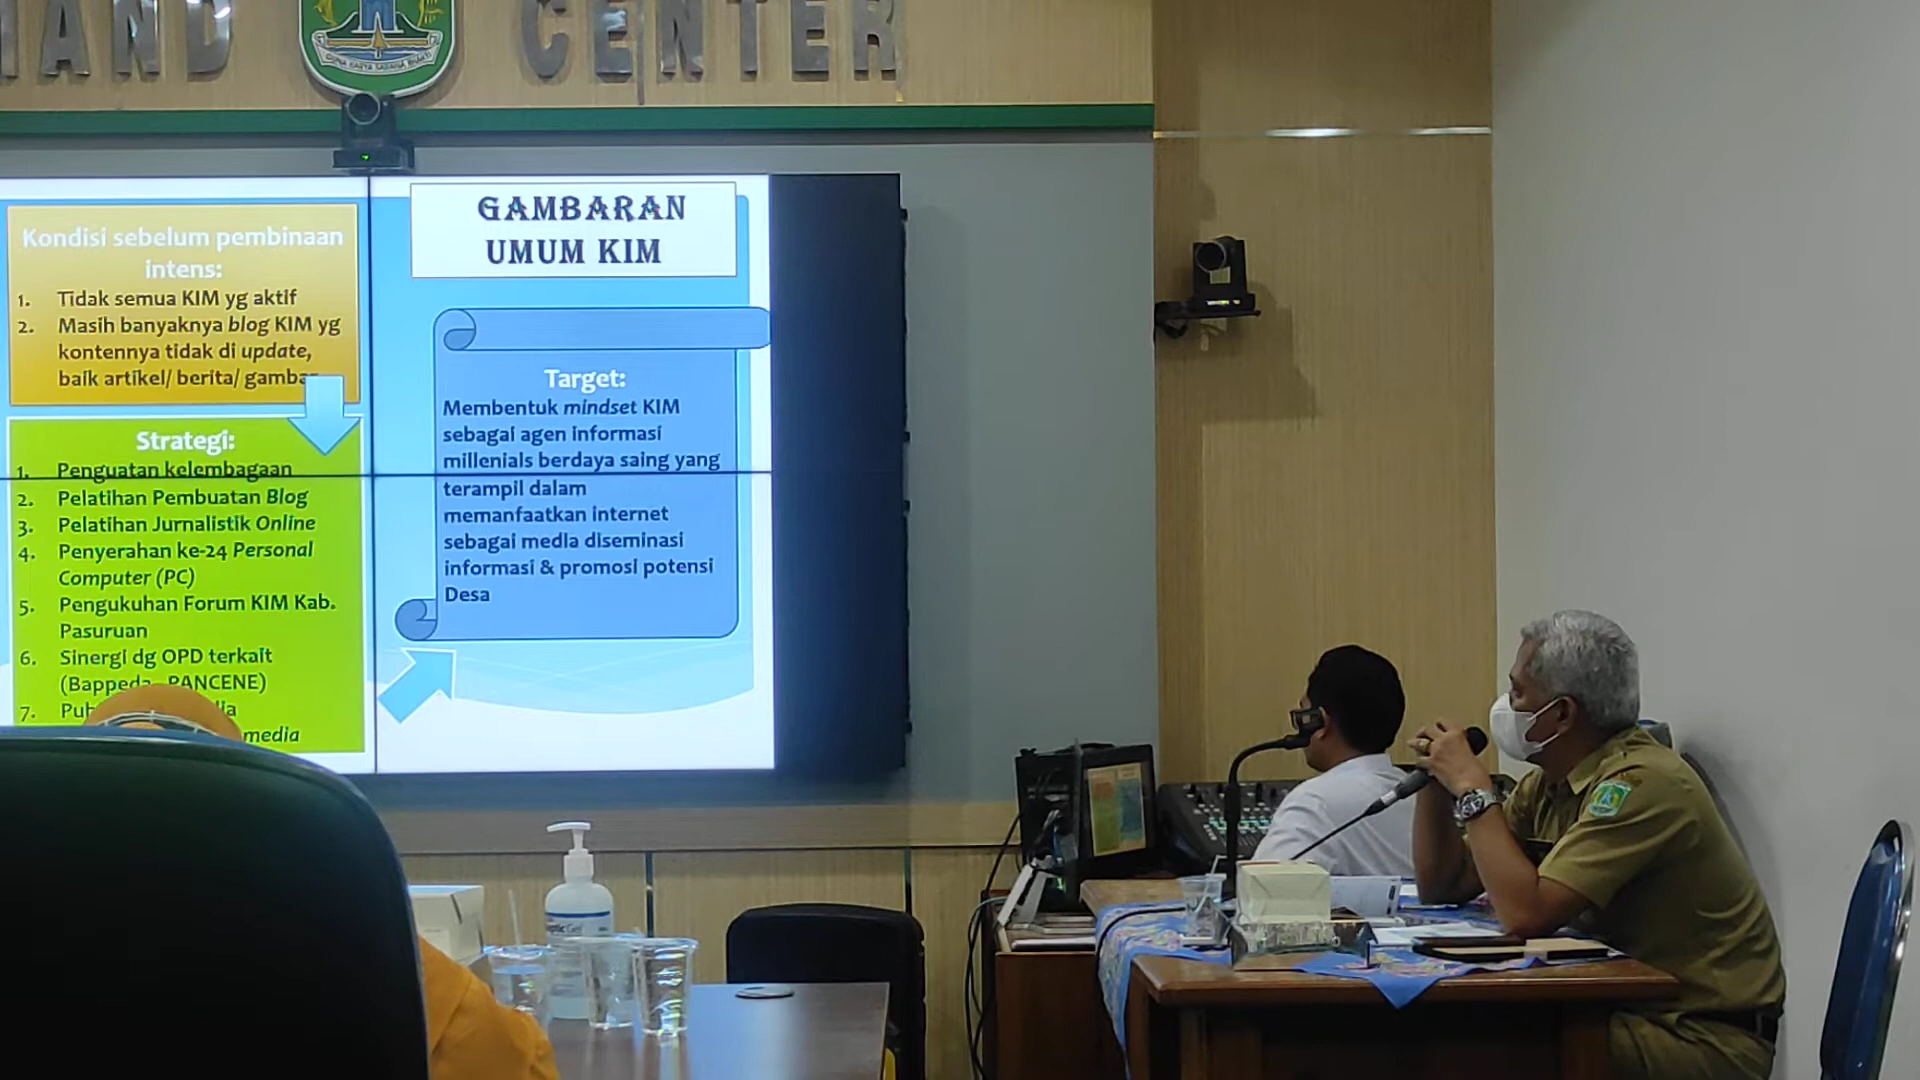 MAND CENTER
GAMBARAN
UMUM KIM
Kondisi sebelum pembinaan
intens:
1. Tidak semua KIM yg aktif
2. Masih banyaknya blog KIM yg
kontennya tidak di update,
baik artikel/ berita/ gambar
Strategi:
1. Penguatan kelembagaan
2. Pelatihan Pembuatan Blog
3. Pelatihan Jurnalistik Online
4. Penyerahan ke-24 Personal
Computer (PC)
5. Pengukuhan Forum KIM Kab.
Pasuruan
6. Sinergi dg OPD terkait
(Bappeda PANCENE)
7.
media
Target:
Membentuk mindset KIM
sebagai agen informasi
millenials berdaya saing yang
terampil dalam
memanfaatkan internet
sebagai media diseminasi
informasi & promosi potensi
Desa